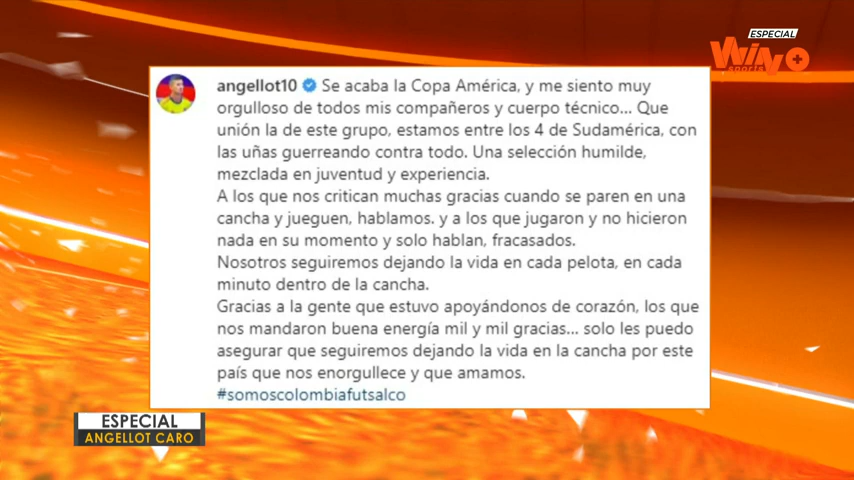 ESPECIAL
Win+
sports
angellot10 Se acaba la Copa América, y me siento muy
orgulloso de todos mis compañeros y cuerpo técnico... Que
unión la de este grupo, estamos entre los 4 de Sudamérica, con
las uñas guerreando contra todo. Una selección humilde,
mezclada en juventud y experiencia.
A los que nos critican muchas gracias cuando se paren en una
cancha y jueguen, hablamos. y a los que jugaron y no hicieron
nada en su momento y solo hablan, fracasados.
Nosotros seguiremos dejando la vida en cada pelota, en cada
minuto dentro de la cancha.
Gracias a la gente que estuvo apoyándonos de corazón, los que
nos mandaron buena energía mil y mil gracias... solo les puedo
asegurar que seguiremos dejando la vida en la cancha por este
país que nos enorgullece y que amamos.
#somoscolombiafutsalco
ESPECIAL
ANGELLOT CARO